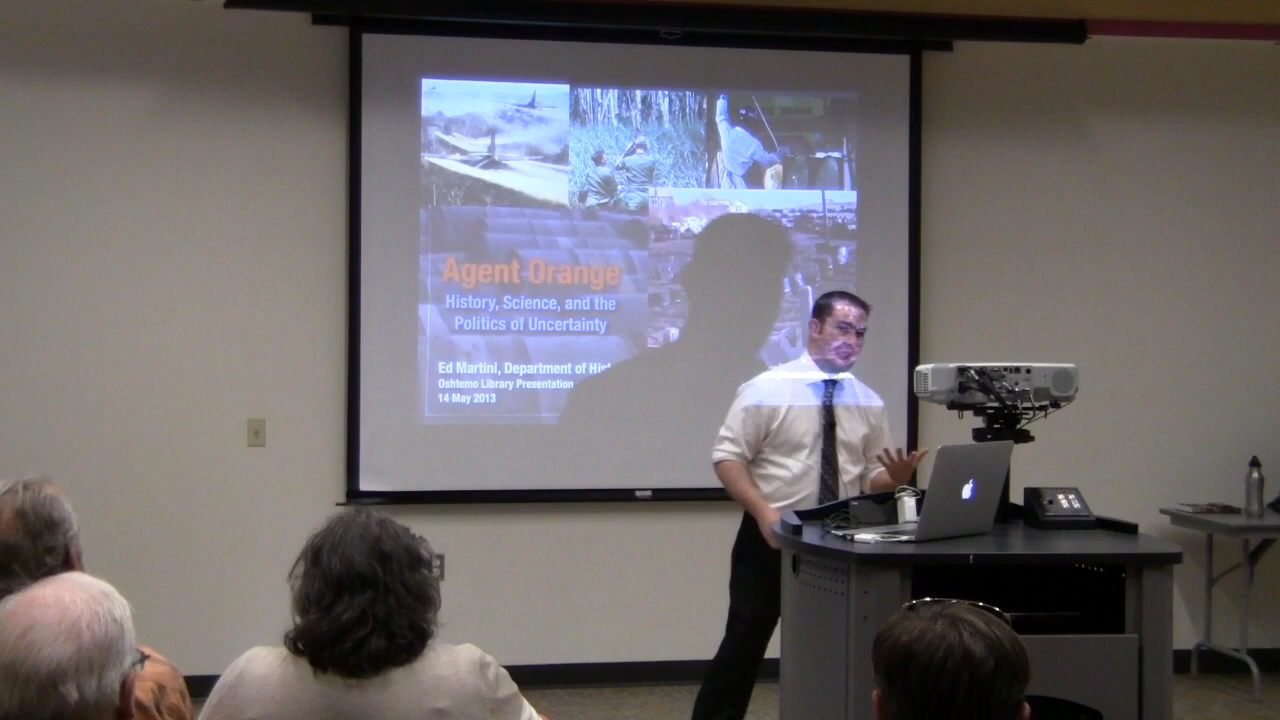 Agent Orange
History, Science, and the
Politics of Uncertainty
Ed Martini, Department of
Oshtemo Library Presentation
14 May 2013